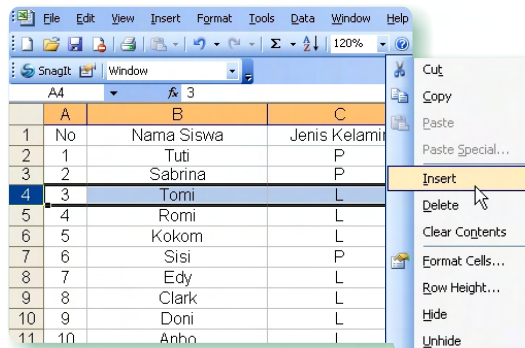 File Edit View Insert Format Tools Data Window Help
Σ 120%
SnagIt Window
A4 fx 3
A B C
1 No Nama Siswa Jenis Kelamin
2 1 Tuti P
3 2 Sabrina P
4 3 Tomi L
5 4 Romi L
6 5 Kokom L
7 6 Sisi P
8 7 Edy L
9 8 Clark L
10 9 Doni L
11 10 L
Cut
Copy
Paste
Paste Special...
Insert
Delete
Clear Contents
Format Cells...
Row Height...
Hide
Unhide